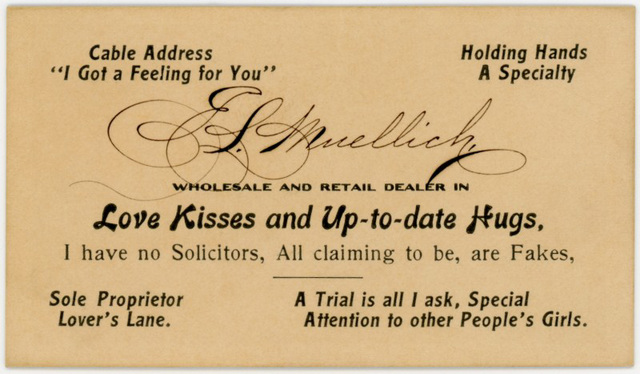 Cable Address
"I Got a Feeling for You"
Holding Hands
A Specialty
E. S. Muellich,
WHOLESALE AND RETAIL DEALER IN
Love Kisses and Up-to-date Hugs,
I have no Solicitors, All claiming to be, are Fakes,
Sole Proprietor
Lover's Lane.
A Trial is all I ask, Special
Attention to other People's Girls.